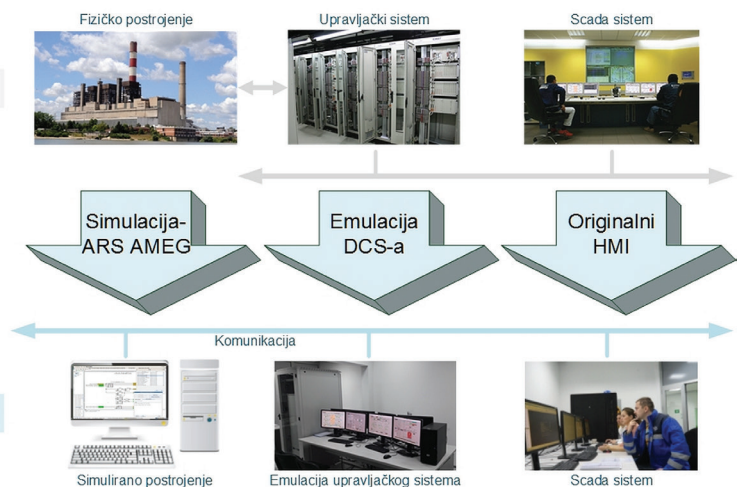 Fizičko postrojenje
Upravljački sistem
Scada sistem
Simulacija-
ARS AMEG
Emulacija
DCS-a
Originalni
HMI
Komunikacija
Simulirano postrojenje
Emulacija upravljačkog sistema
Scada sistem